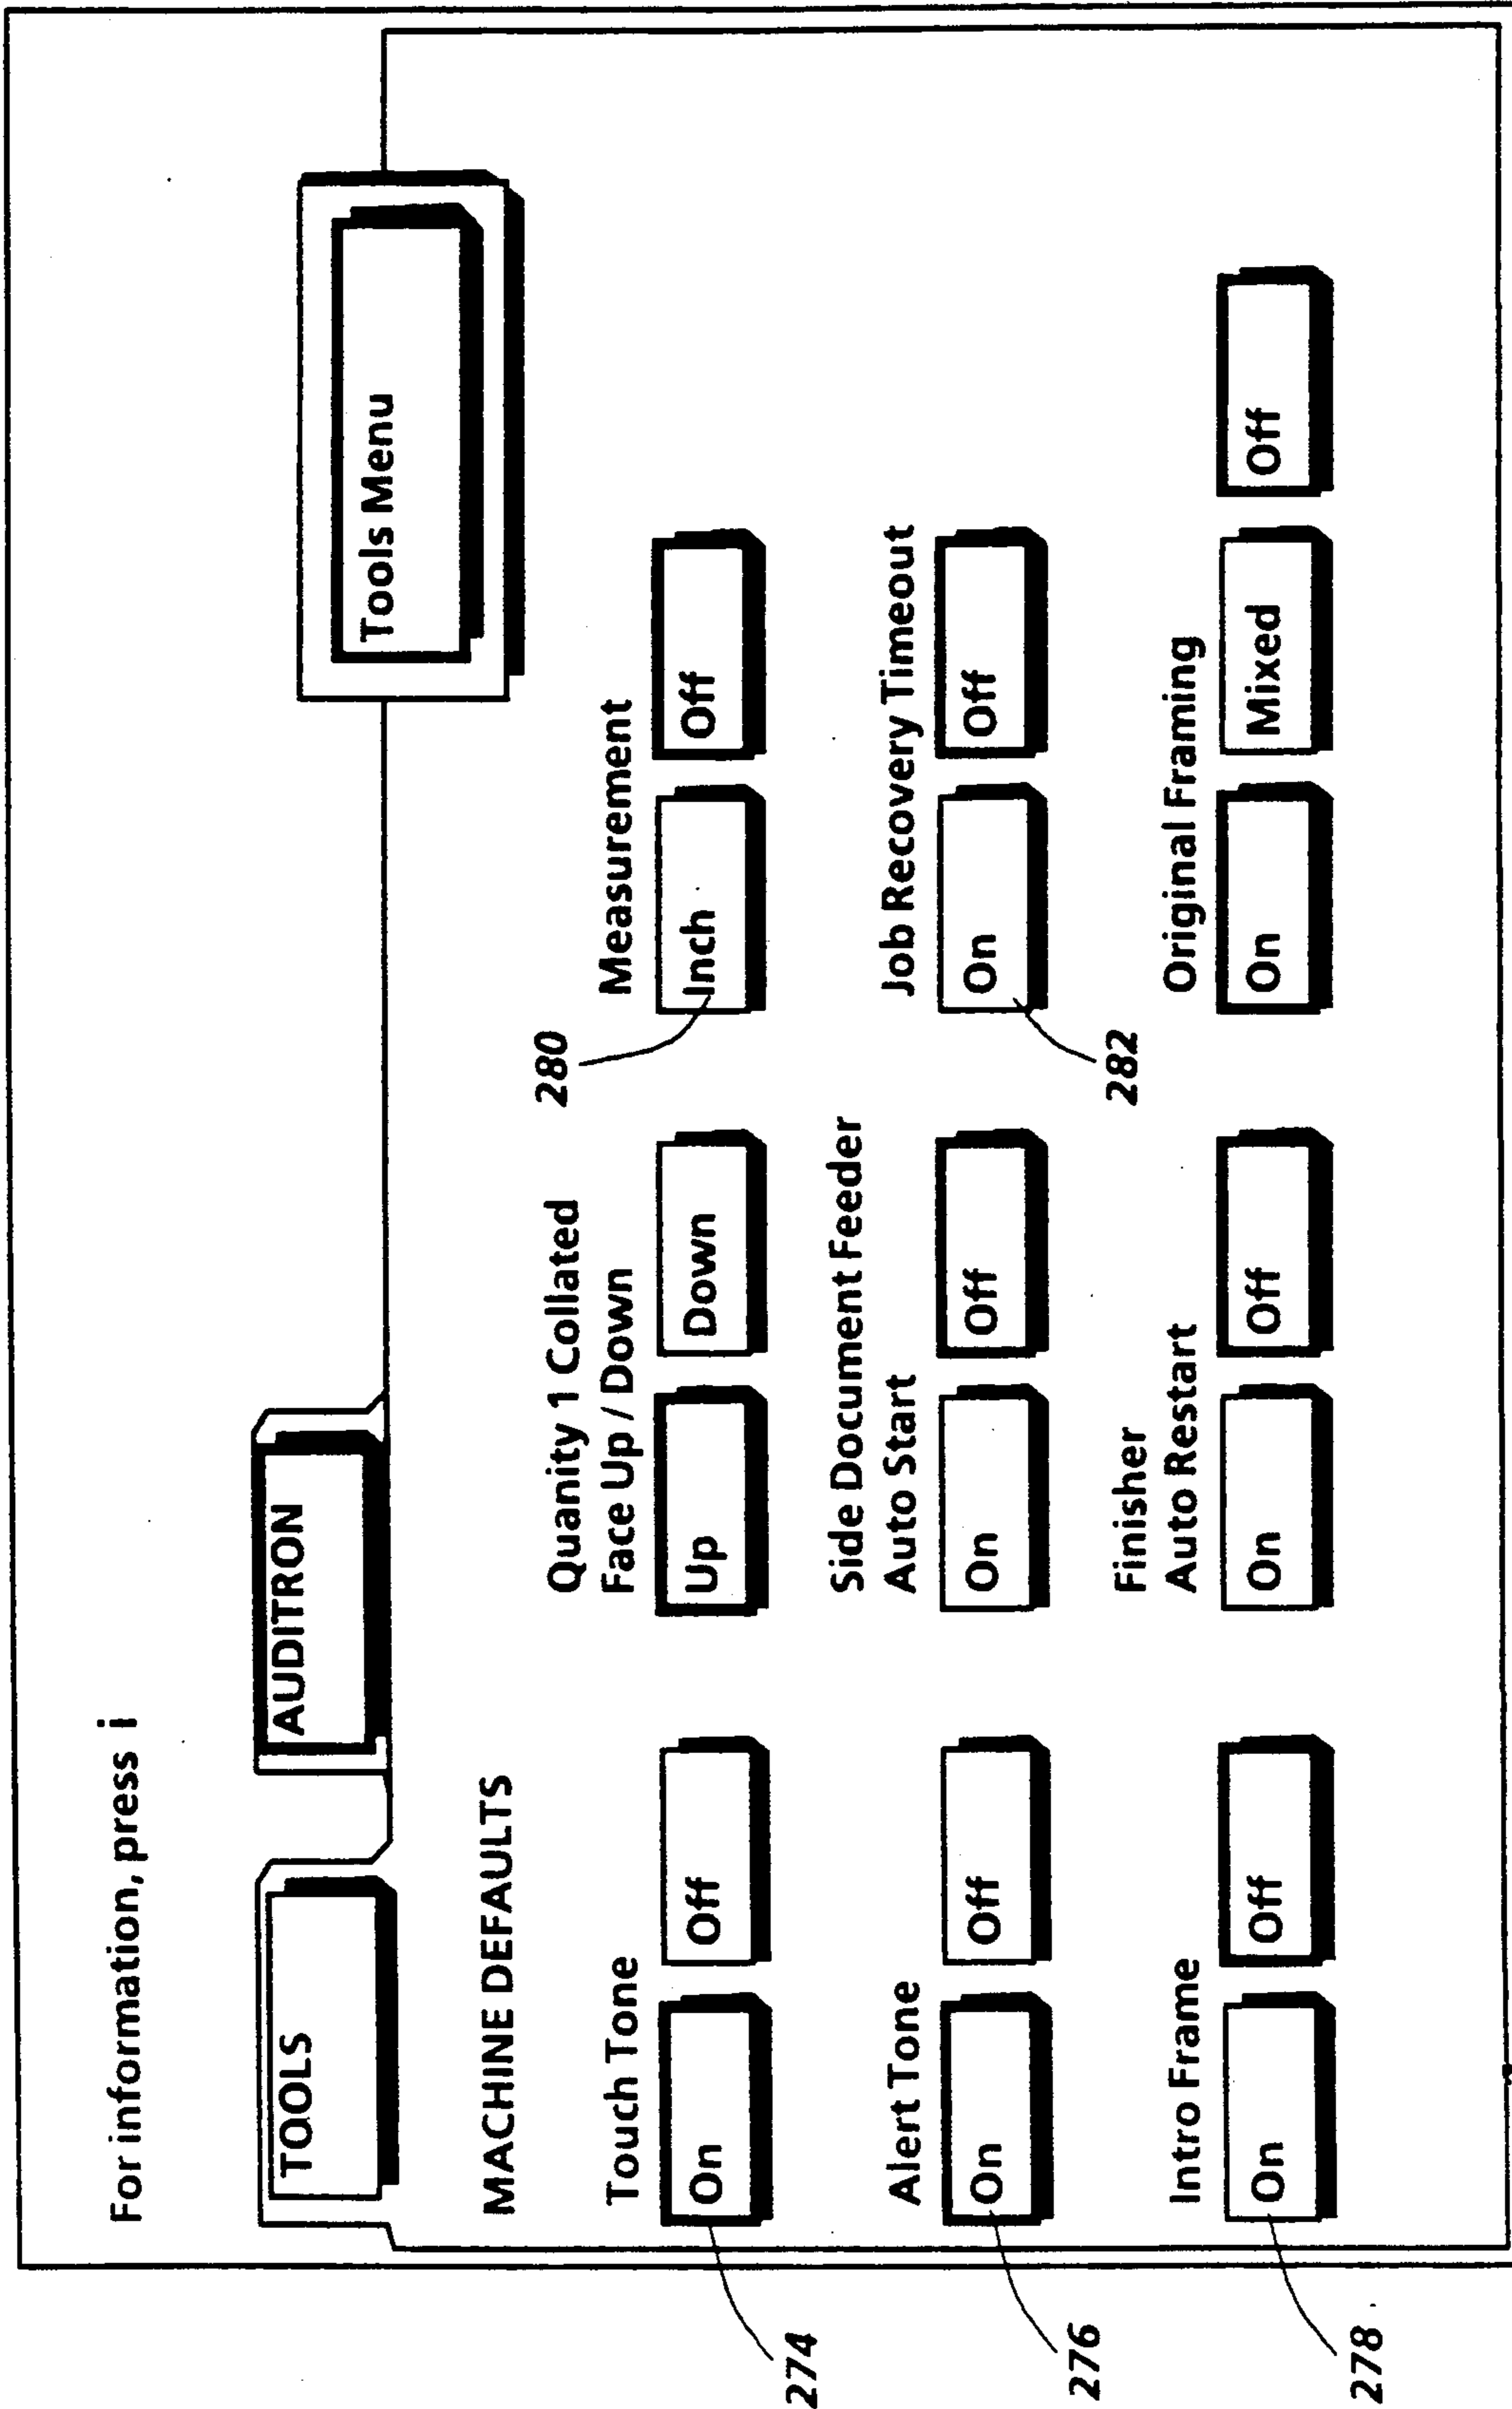 For information, press i
TOOLS
AUDITRON
Tools Menu
MACHINE DEFAULTS
Touch Tone
On
Off
274
Quanity 1 Collated
Face Up / Down
Up
Down
Measurement
Inch
Off
280
Alert Tone
On
Off
276
Side Document Feeder
Auto Start
On
Off
Job Recovery Timeout
On
Off
282
Intro Frame
On
Off
278
Finisher
Auto Restart
On
Off
Original Framing
On
Mixed
Off